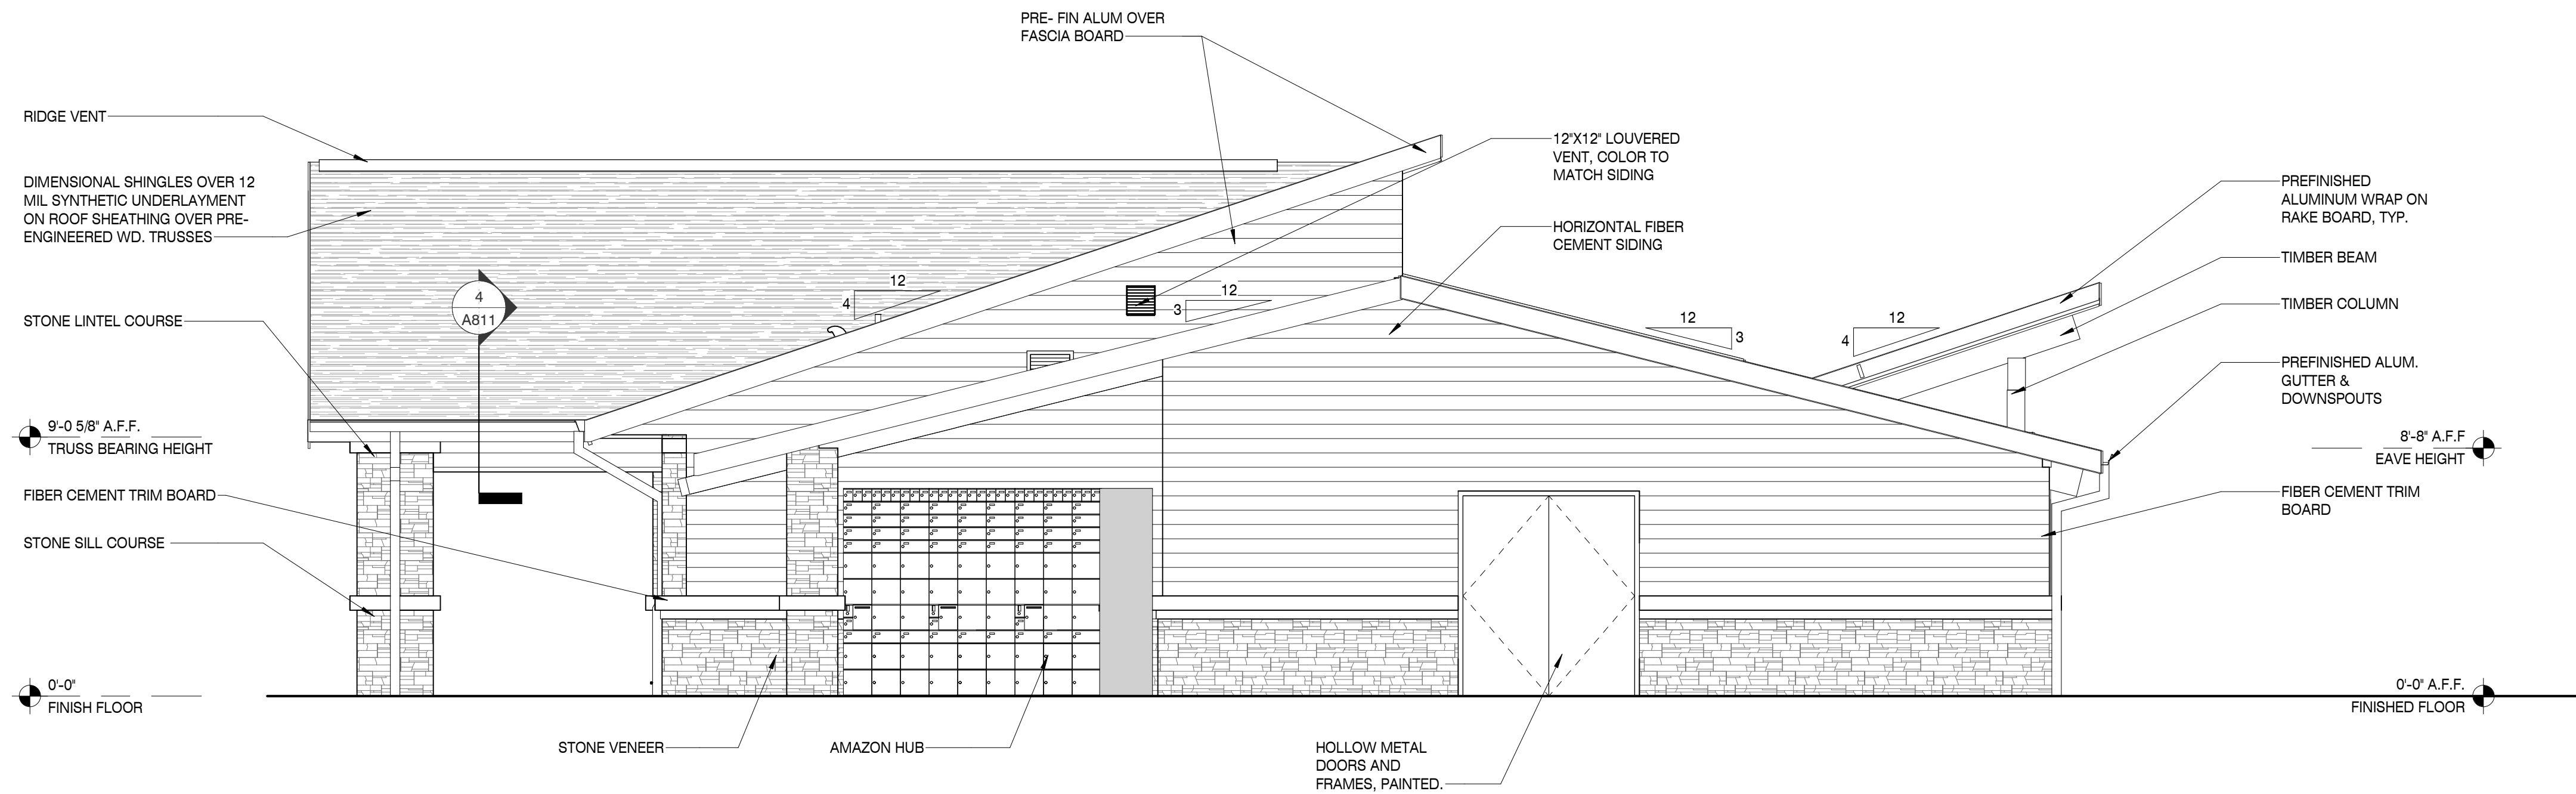 PRE- FIN ALUM OVER
FASCIA BOARD
RIDGE VENT
DIMENSIONAL SHINGLES OVER 12
MIL SYNTHETIC UNDERLAYMENT
ON ROOF SHEATHING OVER PRE-
ENGINEERED WD. TRUSSES
12"X12" LOUVERED
VENT, COLOR TO
MATCH SIDING
HORIZONTAL FIBER
CEMENT SIDING
PREFINISHED
ALUMINUM WRAP ON
RAKE BOARD, TYP.
TIMBER BEAM
TIMBER COLUMN
PREFINISHED ALUM.
GUTTER &
DOWNSPOUTS
4
A811
12
4
12
3
12
3
12
4
STONE LINTEL COURSE
9'-0 5/8" A.F.F.
TRUSS BEARING HEIGHT
8'-8" A.F.F
EAVE HEIGHT
FIBER CEMENT TRIM BOARD
STONE SILL COURSE
FIBER CEMENT TRIM
BOARD
0'-0"
FINISH FLOOR
0'-0" A.F.F.
FINISHED FLOOR
STONE VENEER
AMAZON HUB
HOLLOW METAL
DOORS AND
FRAMES, PAINTED.